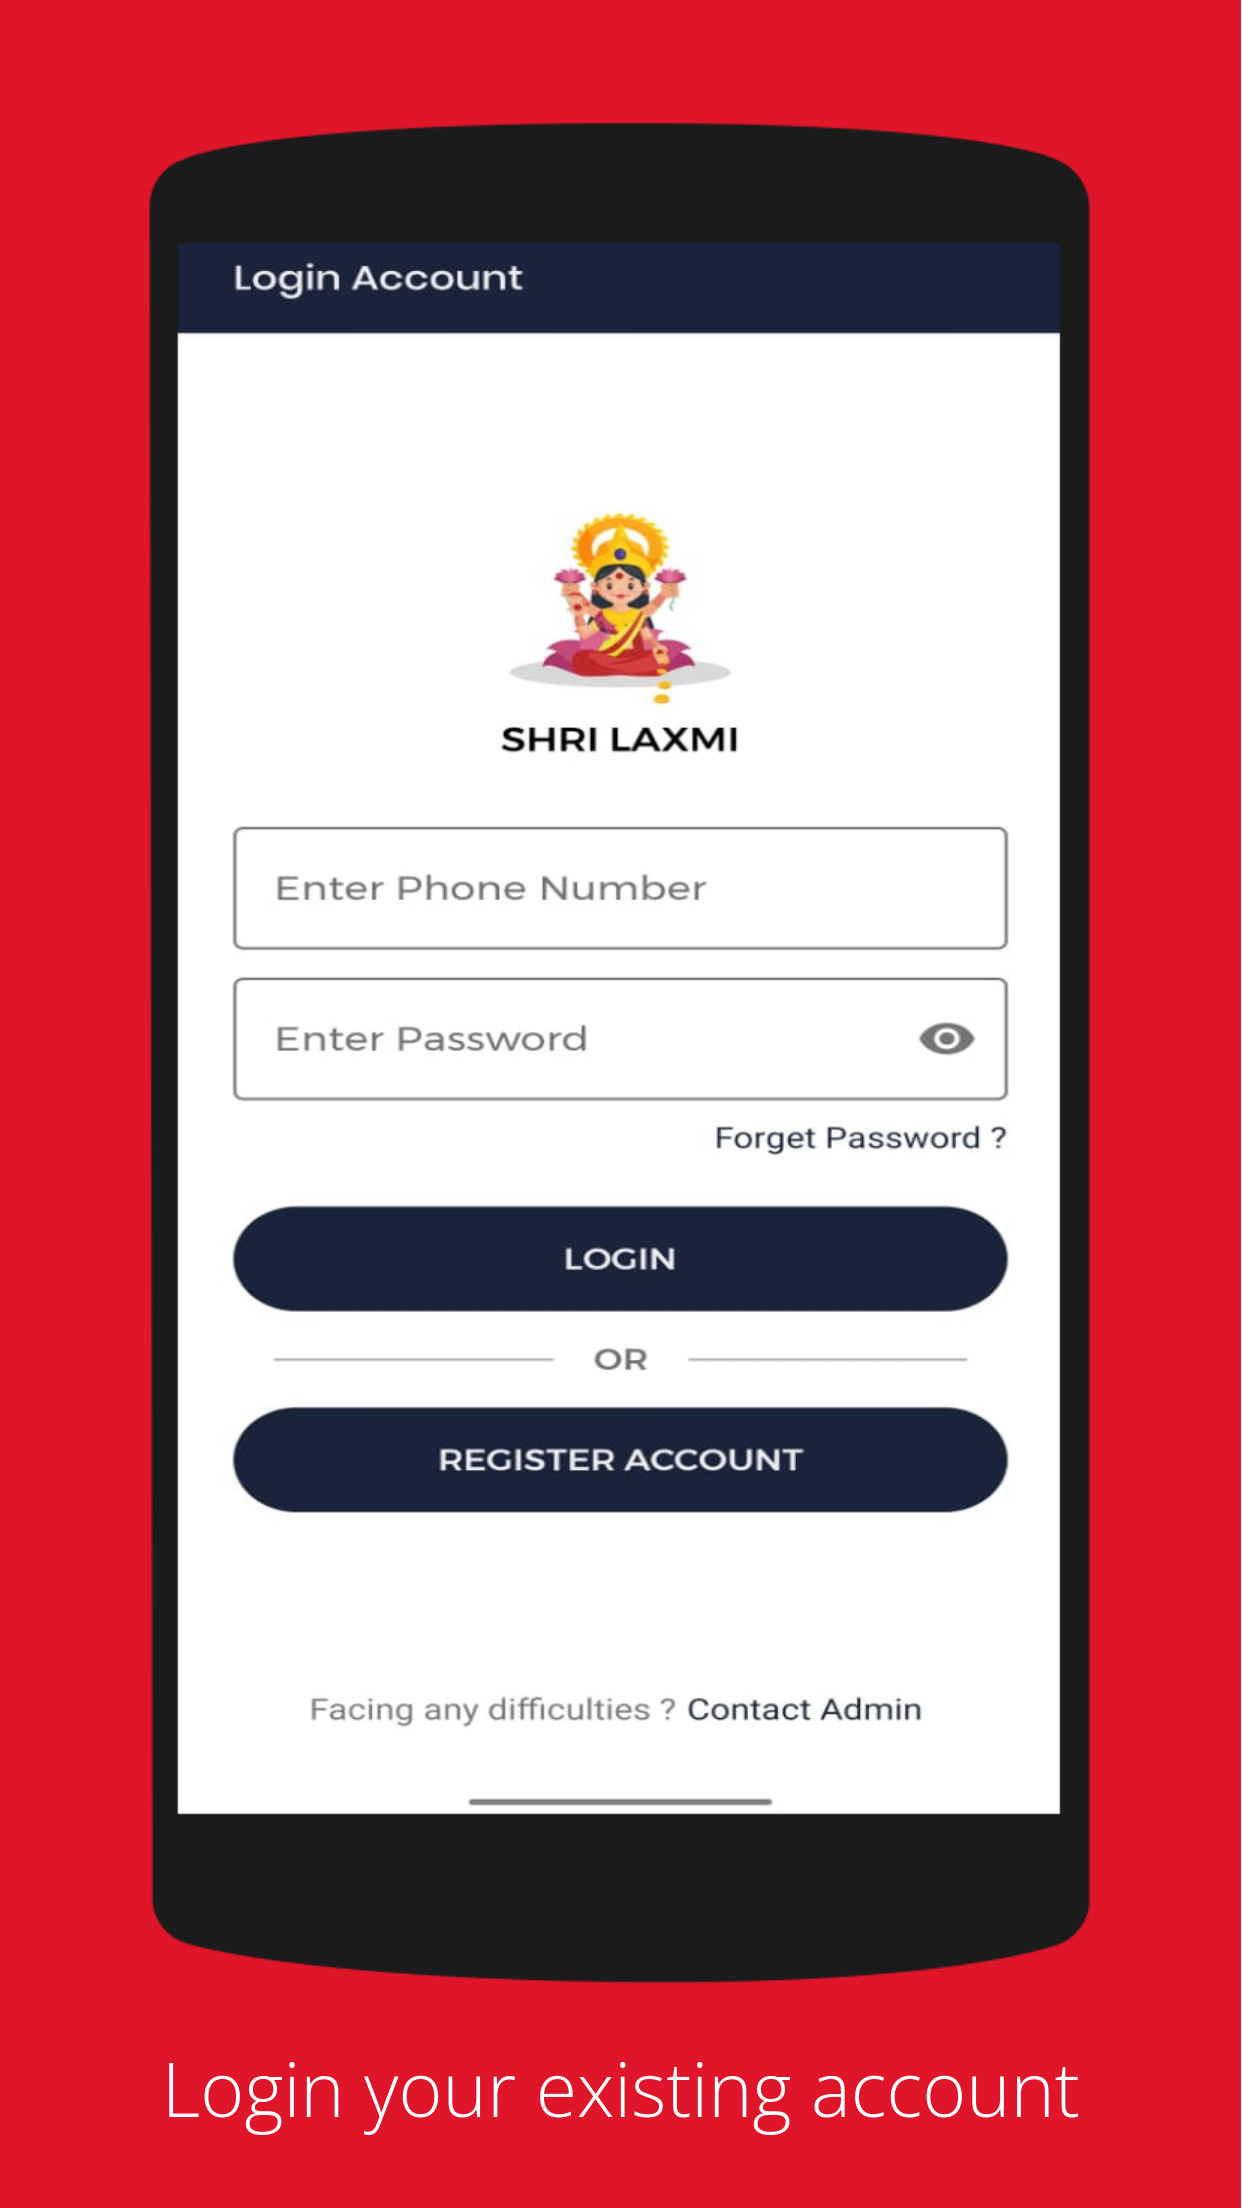 Login Account
SHRI LAXMI
Enter Phone Number
Enter Password
Forget Password ?
LOGIN
OR
REGISTER ACCOUNT
Facing any difficulties ? Contact Admin
Login your existing account